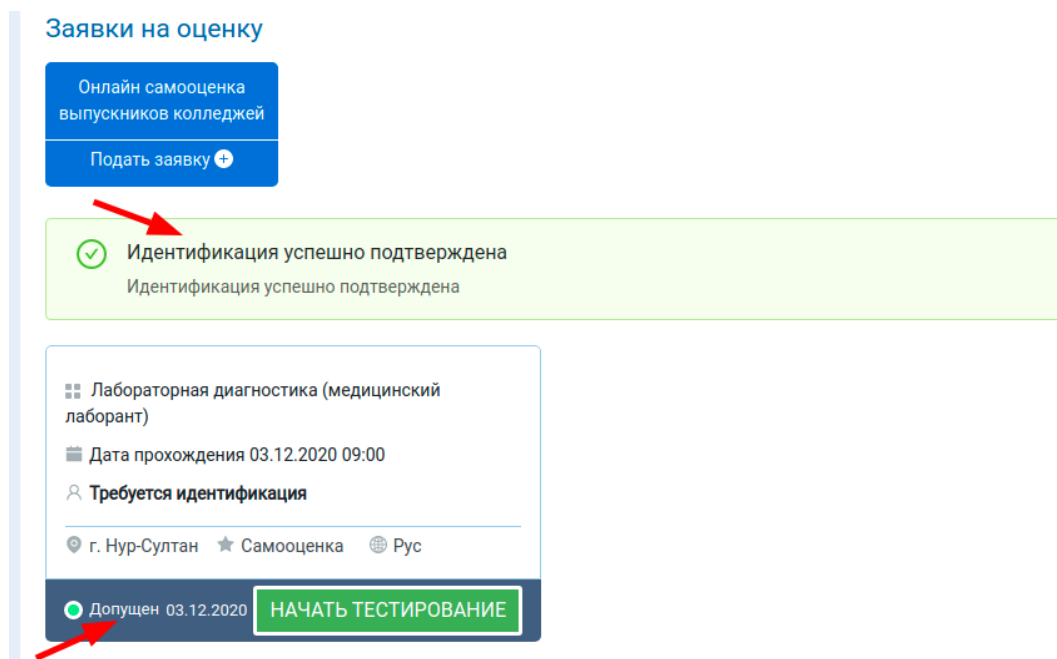 Заявки на оценку
Онлайн самооценка
выпускников колледжей
Подать заявку
Идентификация успешно подтверждена
Идентификация успешно подтверждена
Лабораторная диагностика (медицинский
лаборант)
Дата прохождения 03.12.2020 09:00
Требуется идентификация
г. Нур-Султан Самооценка Рус
Допущен 03.12.2020 НАЧАТЬ ТЕСТИРОВАНИЕ